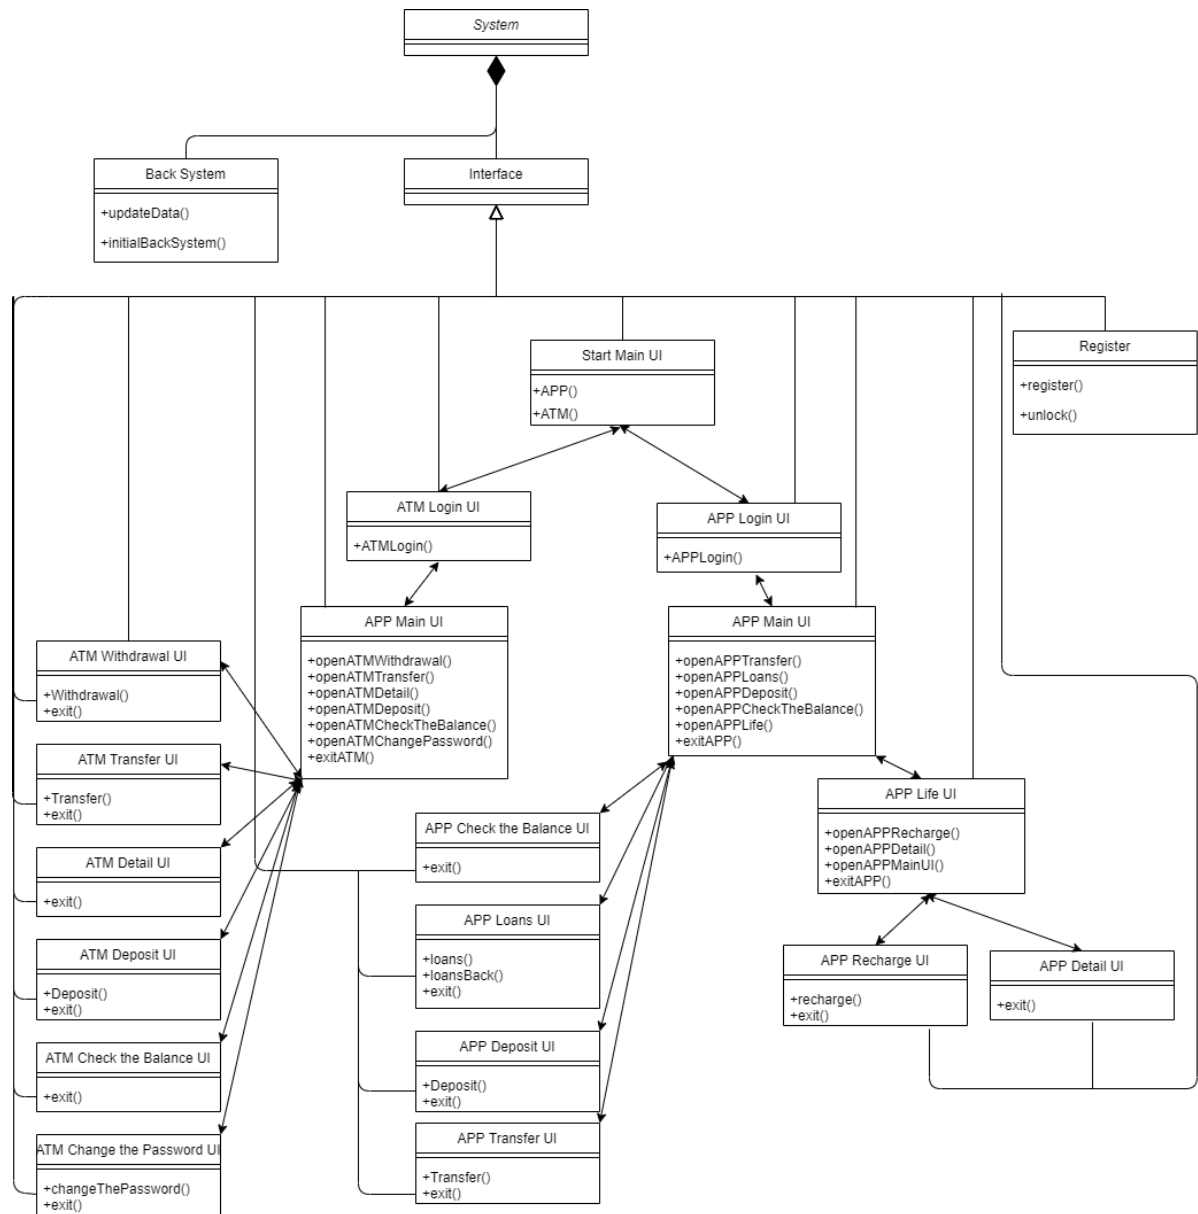 System
Back System
+updateData()
+initialBackSystem()
Interface
Start Main UI
+APP()
+ATM()
Register
+register()
+unlock()
ATM Login UI
+ATMLogin()
APP Login UI
+APPLogin()
APP Main UI
+openATMWithdrawal()
+openATMTransfer()
+openATMDetail()
+openATMDeposit()
+openATMCheckTheBalance()
+openATMChangePassword()
+exitATM()
APP Main UI
+openAPPTransfer()
+openAPPLoans()
+openAPPDeposit()
+openAPPCheckTheBalance()
+openAPPLife()
+exitAPP()
ATM Withdrawal UI
+Withdrawal()
+exit()
ATM Transfer UI
+Transfer()
+exit()
ATM Detail UI
+exit()
ATM Deposit UI
+Deposit()
+exit()
ATM Check the Balance UI
+exit()
ATM Change the Password UI
+changeThePassword()
+exit()
APP Check the Balance UI
+exit()
APP Loans UI
+loans()
+loansBack()
+exit()
APP Deposit UI
+Deposit()
+exit()
APP Transfer UI
+Transfer()
+exit()
APP Life UI
+openAPPRecharge()
+openAPPDetail()
+openAPPMainUI()
+exitAPP()
APP Recharge UI
+recharge()
+exit()
APP Detail UI
+exit()